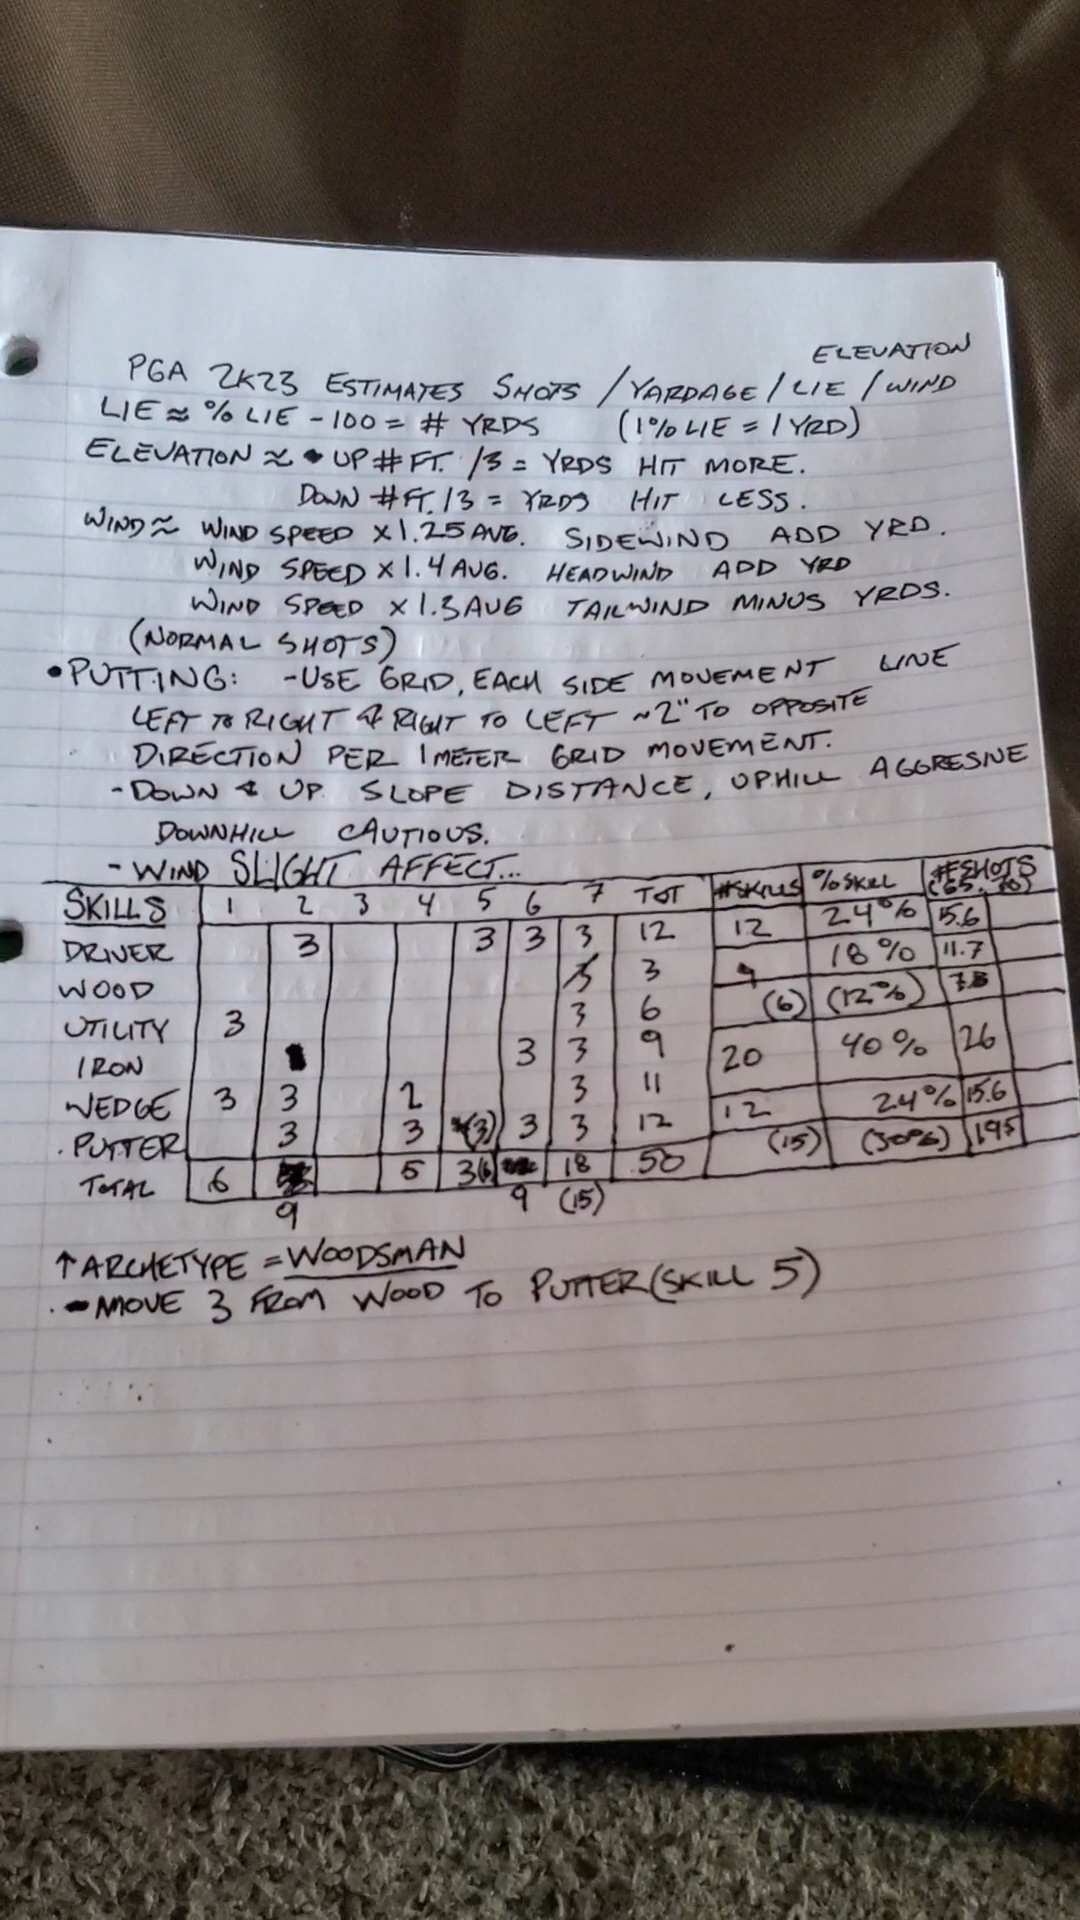 ELEVATION
PGA 2K23 ESTIMATES SHOTS / YARDAGE / LIE / WIND
LIE ≈ % LIE - 100 = # YRDS (1% LIE = 1 YRD)
ELEVATION ≈ UP # FT. /3 = YRDS HIT MORE.
DOWN # FT. /3 = YRDS HIT LESS.
WIND ≈ WIND SPEED X 1.25 AVG. SIDEWIND ADD YRD.
WIND SPEED X 1.4 AVG. HEADWIND ADD YRD
WIND SPEED X 1.3 AVG TAILWIND MINUS YRDS.
(NORMAL SHOTS)
• PUTTING: - USE GRID, EACH SIDE MOVEMENT LINE
LEFT TO RIGHT & RIGHT TO LEFT ~2" TO OPPOSITE
DIRECTION PER 1 METER GRID MOVEMENT.
- DOWN & UP SLOPE DISTANCE, UPHILL AGGRESIVE
DOWNHILL CAUTIOUS.
- WIND SLIGHT AFFECT...
SKILLS 1 2 3 4 5 6 7 TOT #SKILLS %SKILL #SHOTS (65.70)
DRIVER 3 3 3 3 12 12 24% 15.6
WOOD 3 3 9 18% 11.7
UTILITY 3 3 6 (6) (12%) 7.8
IRON 3 3 9 20 40% 26
WEDGE 3 3 2 3 11 12 24% 15.6
PUTTER 3 3 (3) 3 3 12 (15) (30%) 19.5
TOTAL 6 5 3(6) 18 50
9 9 (15)
↑ ARCHETYPE = WOODSMAN
- MOVE 3 FROM WOOD TO PUTTER (SKILL 5)